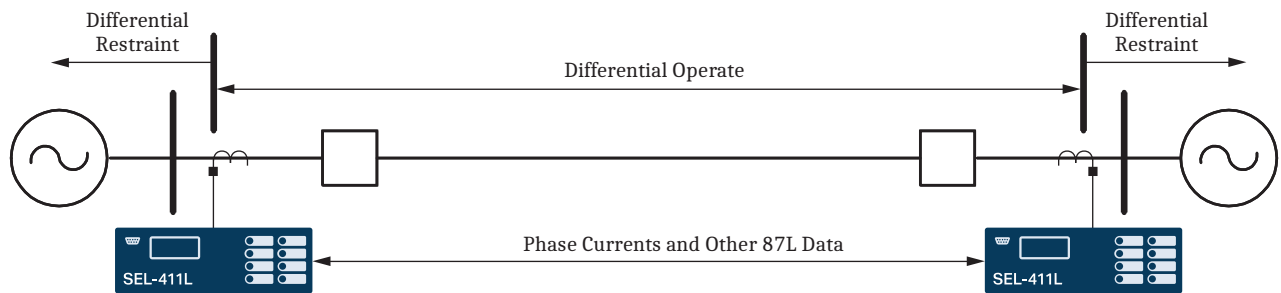 Differential
Restraint
Differential
Restraint
Differential Operate
Phase Currents and Other 87L Data
SEL-411L
SEL-411L